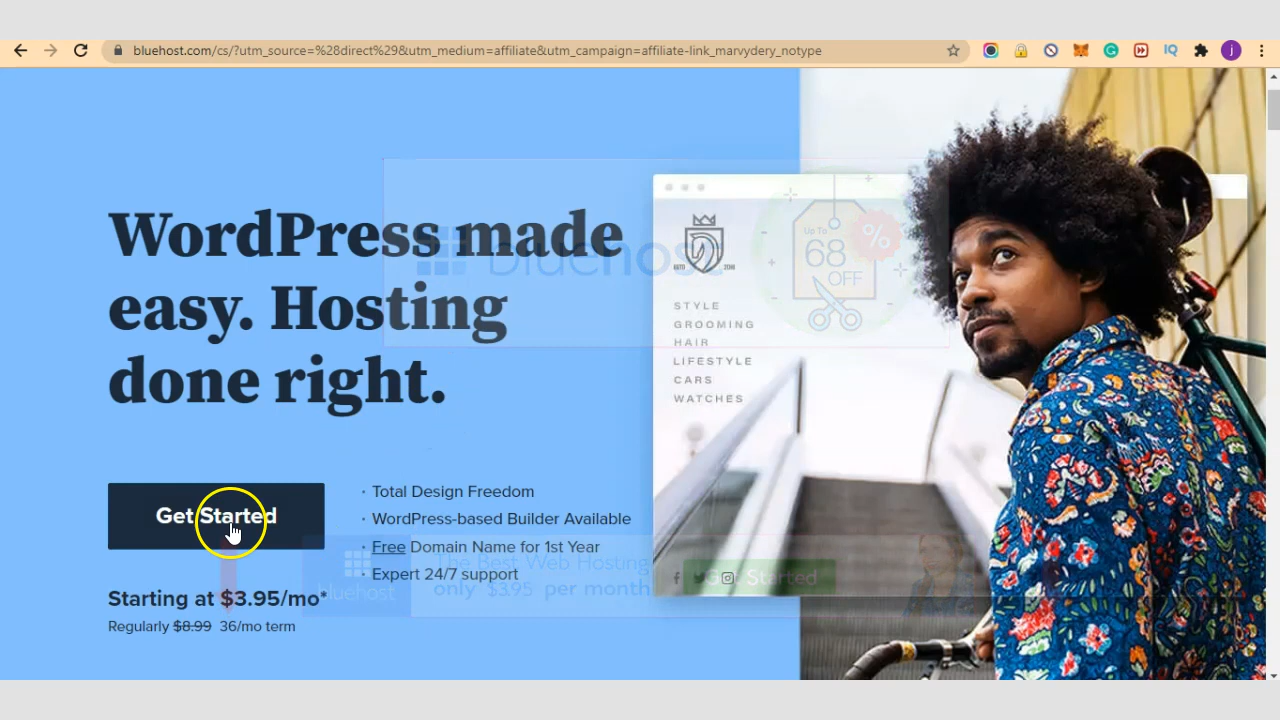 bluehost.com/cs/?utm_source=%28direct%29&utm_medium=affiliate&utm_campaign=affiliate-link_marvydery_notype
IQ
j
WordPress made
easy. Hosting
done right.
bluehost
Up To
68 %
OFF
STYLE
GROOMING
HAIR
LIFESTYLE
CARS
WATCHES
Get Started
· Total Design Freedom
· WordPress-based Builder Available
· Free Domain Name for 1st Year
· Expert 24/7 support
Starting at $3.95/mo*
Regularly $8.99 36/mo term
bluehost
The Best Web Hosting
only $3.95 per month
Get Started